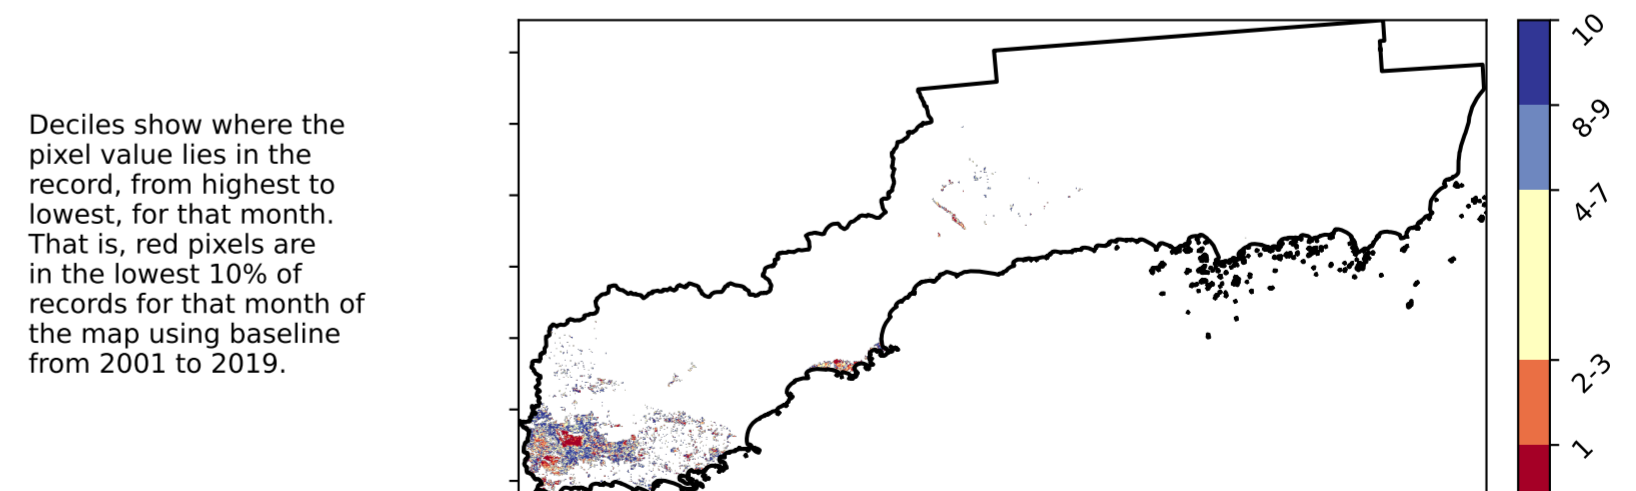 Deciles show where the
pixel value lies in the
record, from highest to
lowest, for that month.
That is, red pixels are
in the lowest 10% of
records for that month of
the map using baseline
from 2001 to 2019.
10
8-9
4-7
2-3
1